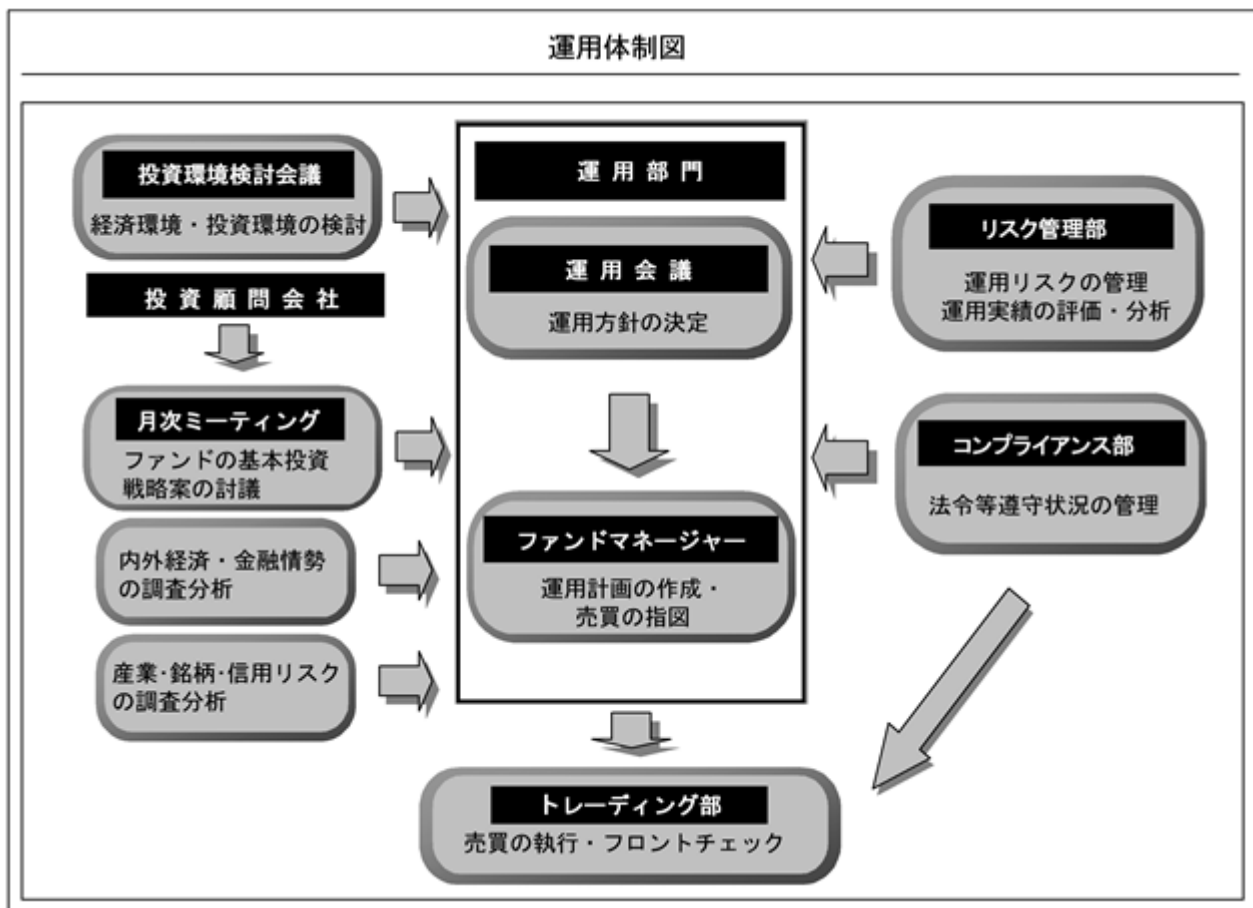 運用体制図
投資環境検討会議
経済環境・投資環境の検討
投資顧問会社
月次ミーティング
ファンドの基本投資
戦略案の討議
内外経済・金融情勢
の調査分析
産業・銘柄・信用リスク
の調査分析
運用部門
運用会議
運用方針の決定
ファンドマネージャー
運用計画の作成・
売買の指図
リスク管理部
運用リスクの管理
運用実績の評価・分析
コンプライアンス部
法令等遵守状況の管理
トレーディング部
売買の執行・フロントチェック